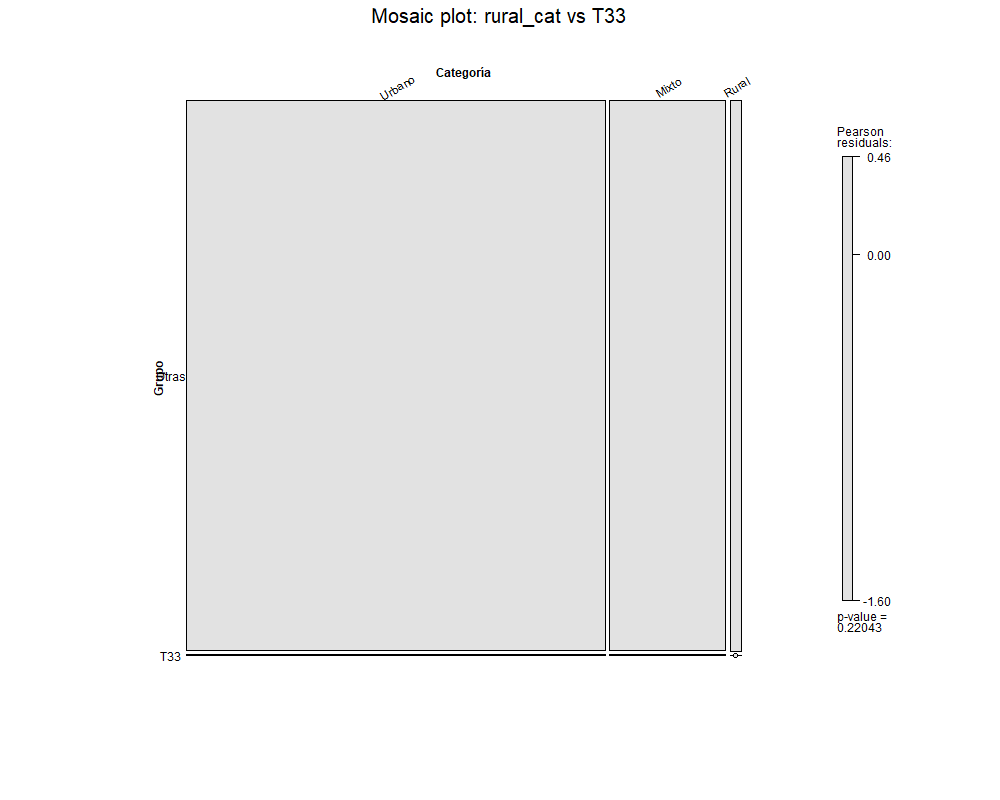 Mosaic plot: rural_cat vs T33
Categoría
Urbano
Mixto
Rural
Pearson
residuals:
0.46
0.00
-1.60
p-value =
0.22043
Grupo
Otras
T33